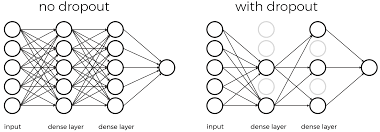 no dropout
with dropout
input
dense layer
dense layer
input
dense layer
dense layer